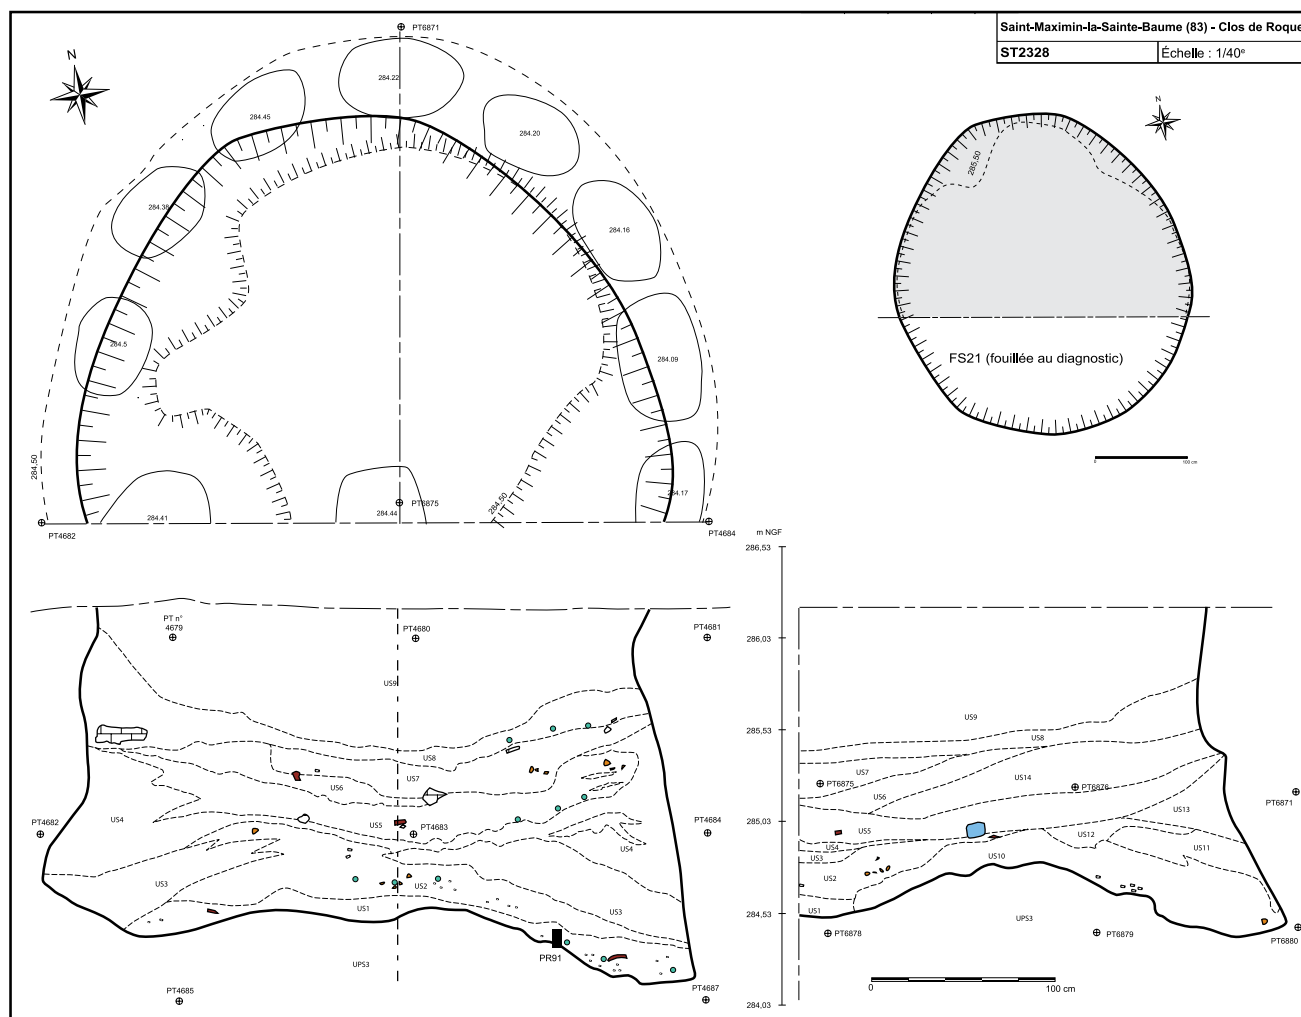 Saint-Maximin-la-Sainte-Baume (83) - Clos de Roque
ST2328
Échelle : 1/40e
N
PT6871
284.22
284.45
284.20
284.38
284.16
284.5
284.09
284.50
284.41
284.44
PT6875
284.50
284.17
PT4682
PT4684
N
285,50
FS21 (fouillée au diagnostic)
0
100 cm
m NGF
286,53
286,03
285,53
285,03
284,53
284,03
PT n°
4679
PT4680
PT4681
US9
US8
US7
US6
US5
US4
PT4682
PT4683
PT4684
US4
US3
US2
US1
US3
UPS3
PR91
PT4685
PT4687
US9
US8
US7
US14
PT6875
PT6876
PT6871
US6
US13
US5
US12
US4
US11
US3
US10
US2
US1
UPS3
PT6878
PT6879
PT6880
0
100 cm